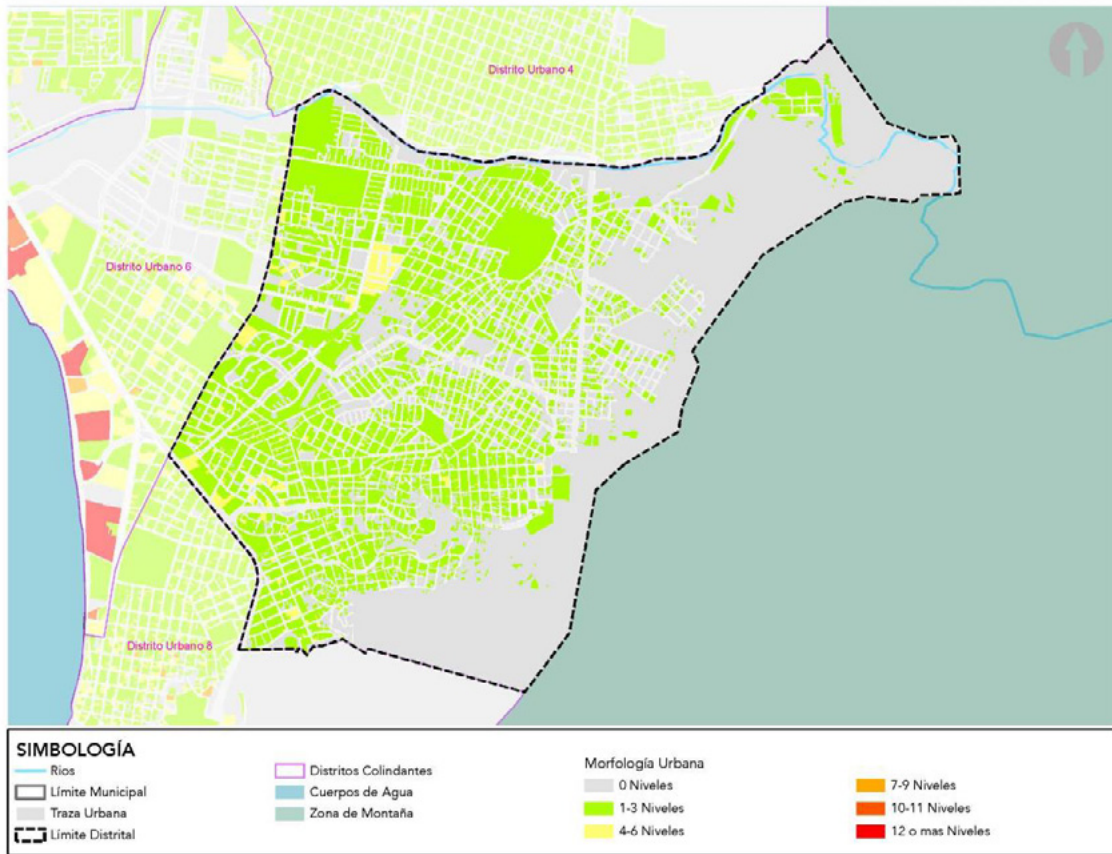 Distrito Urbano 4
Distrito Urbano 6
Distrito Urbano 8
SIMBOLOGÍA
Rios
Límite Municipal
Traza Urbana
Límite Distrital
Distritos Colindantes
Cuerpos de Agua
Zona de Montaña
Morfología Urbana
0 Niveles
1-3 Niveles
4-6 Niveles
7-9 Niveles
10-11 Niveles
12 o mas Niveles